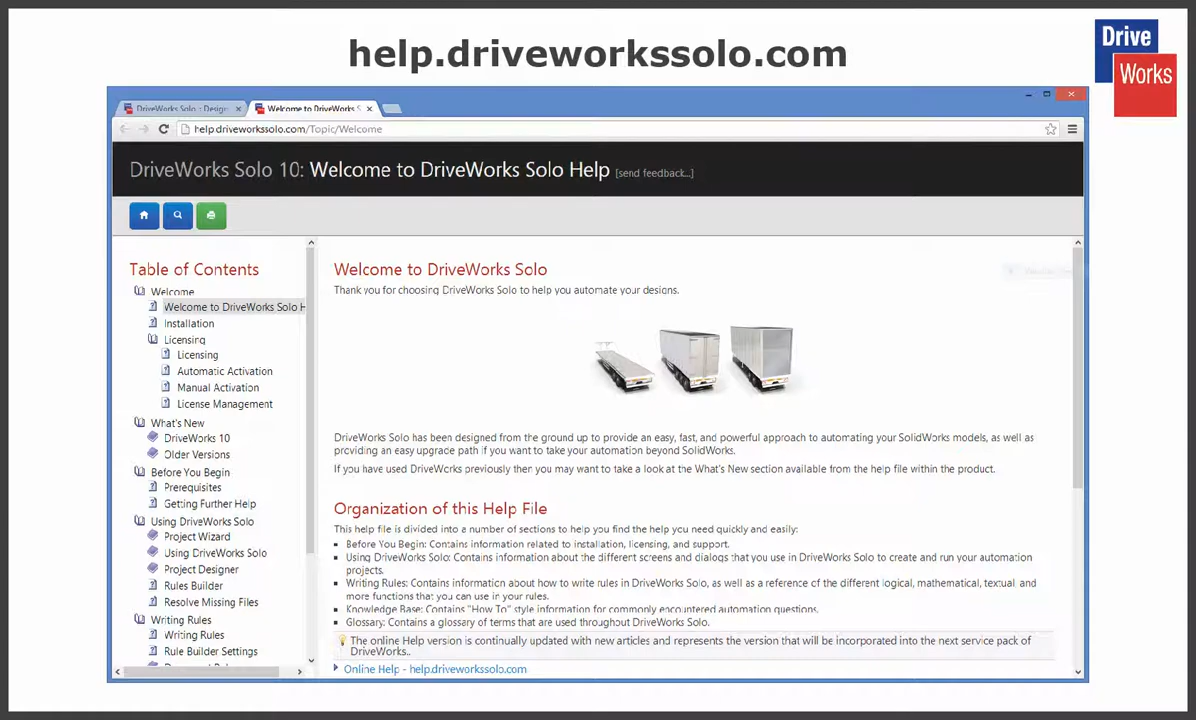 help.driveworkssolo.com
Drive
Works
DriveWorks Solo :: Design
Welcome to DriveWorks S
help.driveworkssolo.com/Topic/Welcome
DriveWorks Solo 10: Welcome to DriveWorks Solo Help [send feedback...]
Table of Contents
Welcome
Welcome to DriveWorks Solo H
Installation
Licensing
Licensing
Automatic Activation
Manual Activation
License Management
What's New
DriveWorks 10
Older Versions
Before You Begin
Prerequisites
Getting Further Help
Using DriveWorks Solo
Project Wizard
Using DriveWorks Solo
Project Designer
Rules Builder
Resolve Missing Files
Writing Rules
Writing Rules
Rule Builder Settings
Welcome to DriveWorks Solo
Thank you for choosing DriveWorks Solo to help you automate your designs.
DriveWorks Solo has been designed from the ground up to provide an easy, fast, and powerful approach to automating your SolidWorks models, as well as
providing an easy upgrade path if you want to take your automation beyond SolidWorks.
If you have used DriveWorks previously then you may want to take a look at the What's New section available from the help file within the product.
Organization of this Help File
This help file is divided into a number of sections to help you find the help you need quickly and easily:
Before You Begin: Contains information related to installation, licensing, and support.
Using DriveWorks Solo: Contains information about the different screens and dialogs that you use in DriveWorks Solo to create and run your automation
projects.
Writing Rules: Contains information about how to write rules in DriveWorks Solo, as well as a reference of the different logical, mathematical, textual, and
more functions that you can use in your rules.
Knowledge Base: Contains "How To" style information for commonly encountered automation questions.
Glossary: Contains a glossary of terms that are used throughout DriveWorks Solo.
The online Help version is continually updated with new articles and represents the version that will be incorporated into the next service pack of
DriveWorks..
Online Help - help.driveworkssolo.com